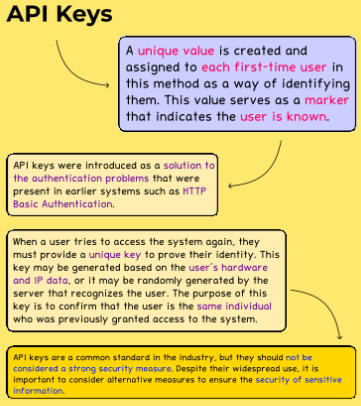 API Keys
A unique value is created and
assigned to each first-time user in
this method as a way of identifying
them. This value serves as a marker
that indicates the user is known.
API keys were introduced as a solution to
the authentication problems that were
present in earlier systems such as HTTP
Basic Authentication.
When a user tries to access the system again, they
must provide a unique key to prove their identity. This
key may be generated based on the user's hardware
and IP data, or it may be randomly generated by the
server that recognizes the user. The purpose of this
key is to confirm that the user is the same individual
who was previously granted access to the system.
API keys are a common standard in the industry, but they should not be
considered a strong security measure. Despite their widespread use, it is
important to consider alternative measures to ensure the security of sensitive
information.